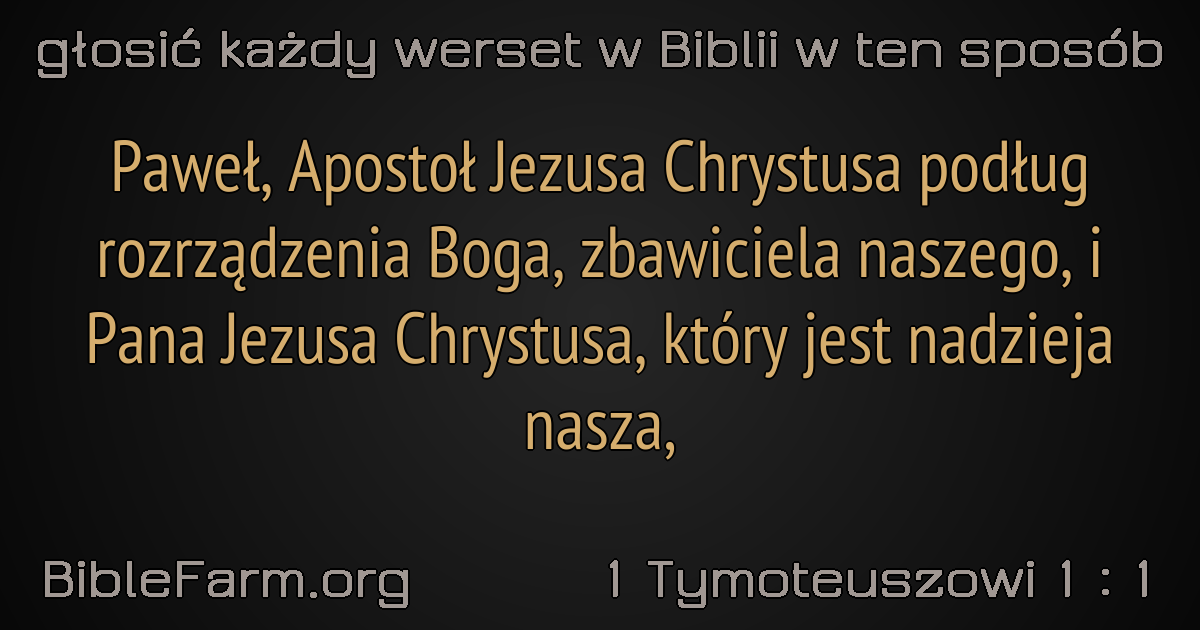 głosić każdy werset w Biblii w ten sposób
Paweł, Apostoł Jezusa Chrystusa podług
rozrządzenia Boga, zbawiciela naszego, i
Pana Jezusa Chrystusa, który jest nadzieja
nasza,
BibleFarm.org
1 Tymoteuszowi 1 : 1